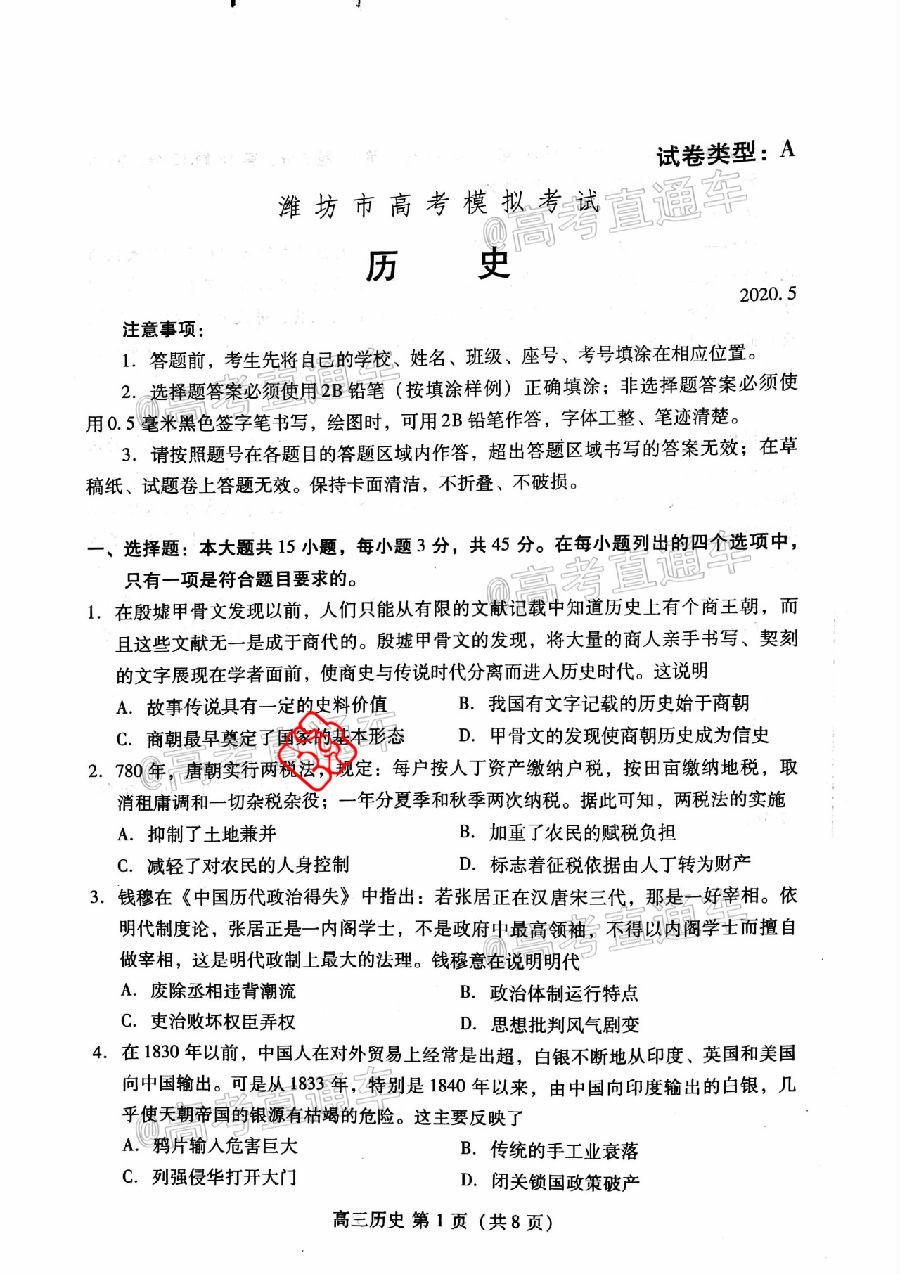 试卷类型：A
潍坊市高考模拟考试
@高考直通车
历 史
2020.5
注意事项：
1．答题前，考生先将自己的学校、姓名、班级、座号、考号填涂在相应位置。
2．选择题答案必须使用2B铅笔（按填涂样例）正确填涂；非选择题答案必须使
用0.5毫米黑色签字笔书写，绘图时，可用2B铅笔作答，字体工整、笔迹清楚。
@高考直通车
3．请按照题号在各题目的答题区域内作答，超出答题区域书写的答案无效；在草
稿纸、试题卷上答题无效。保持卡面清洁，不折叠、不破损。
一、选择题：本大题共15小题，每小题3分，共45分。在每小题列出的四个选项中，
只有一项是符合题目要求的。
@高考直通车
1．在殷墟甲骨文发现以前，人们只能从有限的文献记载中知道历史上有个商王朝，而
且这些文献无一是成于商代的。殷墟甲骨文的发现，将大量的商人亲手书写、契刻
的文字展现在学者面前，使商史与传说时代分离而进入历史时代。这说明
A．故事传说具有一定的史料价值 B．我国有文字记载的历史始于商朝
C．商朝最早奠定了国家的基本形态 D．甲骨文的发现使商朝历史成为信史
@高考直通车
2．780年，唐朝实行两税法，规定：每户按人丁资产缴纳户税，按田亩缴纳地税，取
消租庸调和一切杂税杂役；一年分夏季和秋季两次纳税。据此可知，两税法的实施
A．抑制了土地兼并 B．加重了农民的赋税负担
C．减轻了对农民的人身控制 D．标志着征税依据由人丁转为财产
3．钱穆在《中国历代政治得失》中指出：若张居正在汉唐宋三代，那是一好宰相。依
明代制度论，张居正是一内阁学士，不是政府中最高领袖，不得以内阁学士而擅自
做宰相，这是明代政制上最大的法理。钱穆意在说明明代
@高考直通车
A．废除丞相违背潮流 B．政治体制运行特点
C．吏治败坏权臣弄权 D．思想批判风气剧变
4．在1830年以前，中国人在对外贸易上经常是出超，白银不断地从印度、英国和美国
向中国输出。可是从1833年，特别是1840年以来，由中国向印度输出的白银，几
乎使天朝帝国的银源有枯竭的危险。这主要反映了
@高考直通车
A．鸦片输入危害巨大 B．传统的手工业衰落
C．列强侵华打开大门 D．闭关锁国政策破产
高三历史 第1页（共8页）